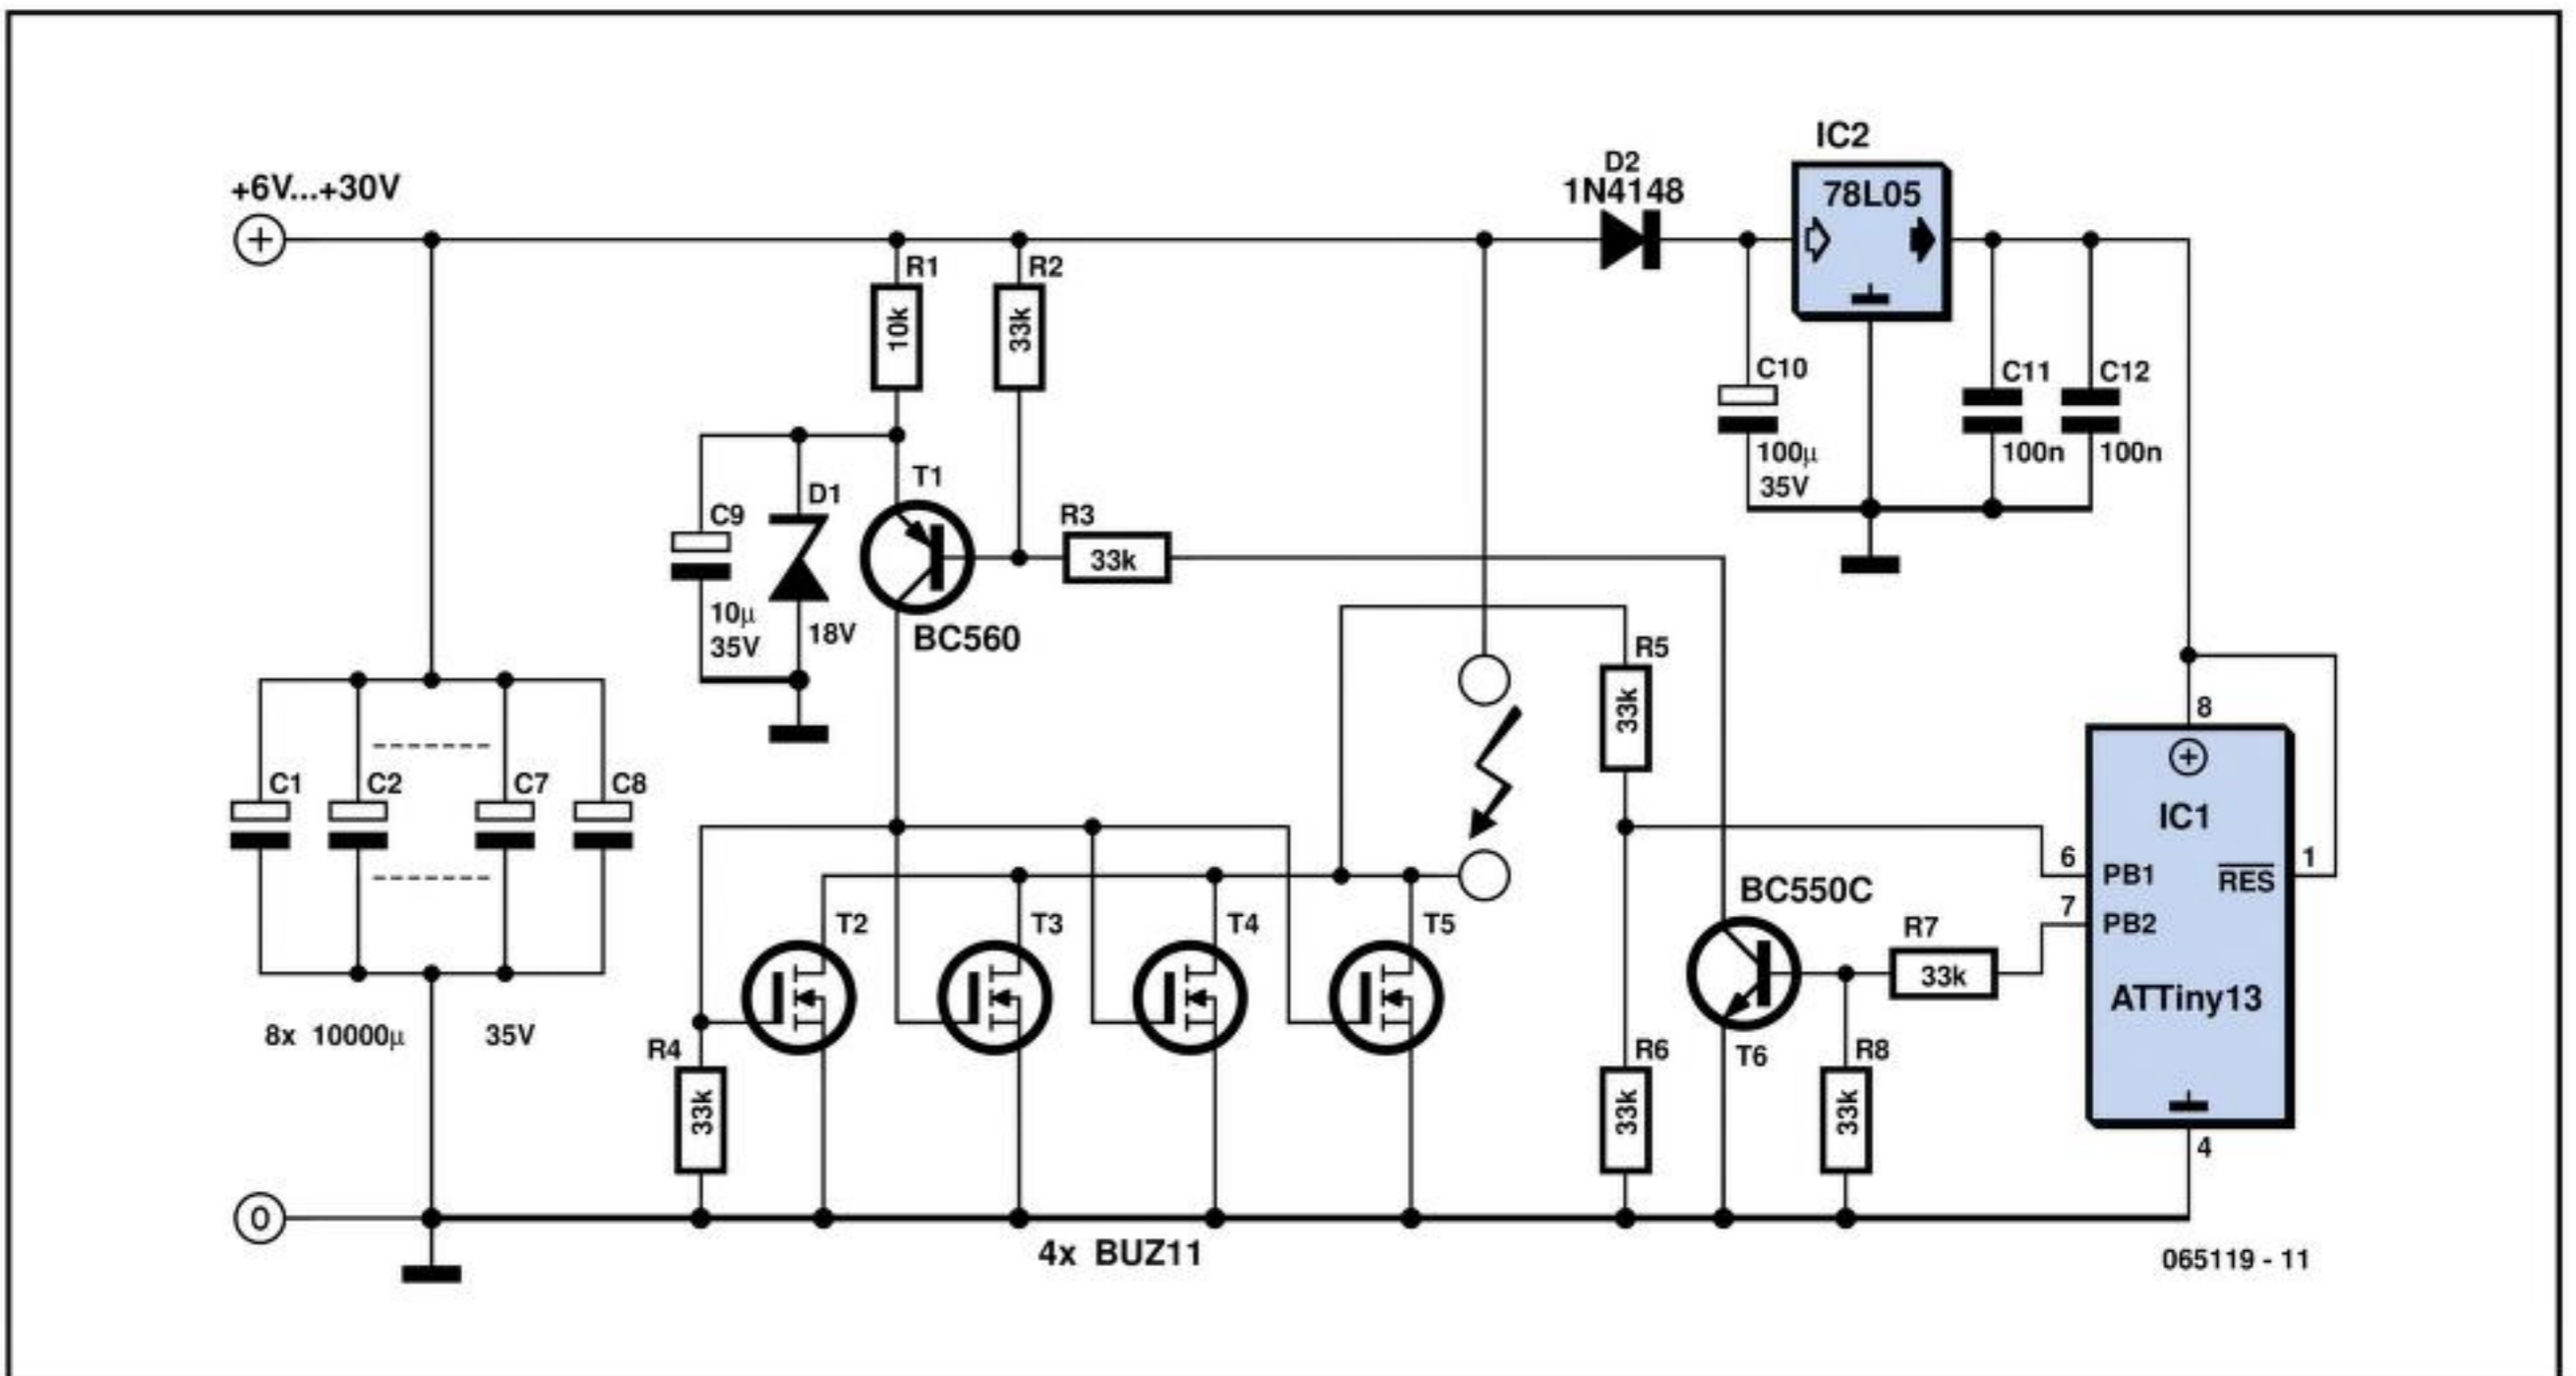 +6V...+30V
+
R1
10k
R2
33k
D2
1N4148
IC2
78L05
C10
100µ
35V
C11
100n
C12
100n
C9
10µ
35V
D1
18V
T1
BC560
R3
33k
R5
33k
C1
C2
C7
C8
8x 10000µ
35V
T2
T3
T4
T5
R4
33k
4x BUZ11
R6
33k
BC550C
T6
R7
33k
R8
33k
8
+
IC1
6
PB1
RES
1
7
PB2
ATTiny13
4
0
065119 - 11